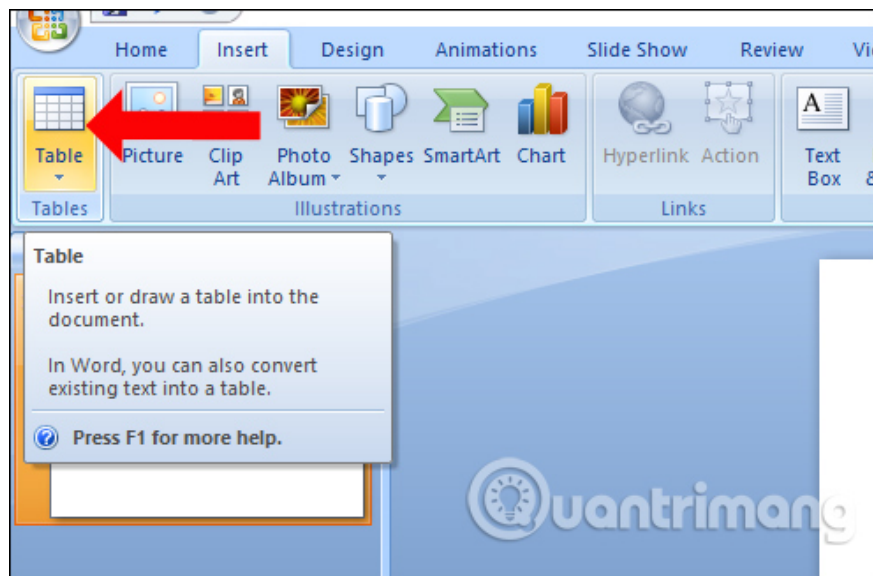 Home Insert Design Animations Slide Show Review
Table Picture Clip Art Photo Album Shapes SmartArt Chart Hyperlink Action Text Box
Tables Illustrations Links
Table
Insert or draw a table into the
document.
In Word, you can also convert
existing text into a table.
Press F1 for more help.
Quantrimang